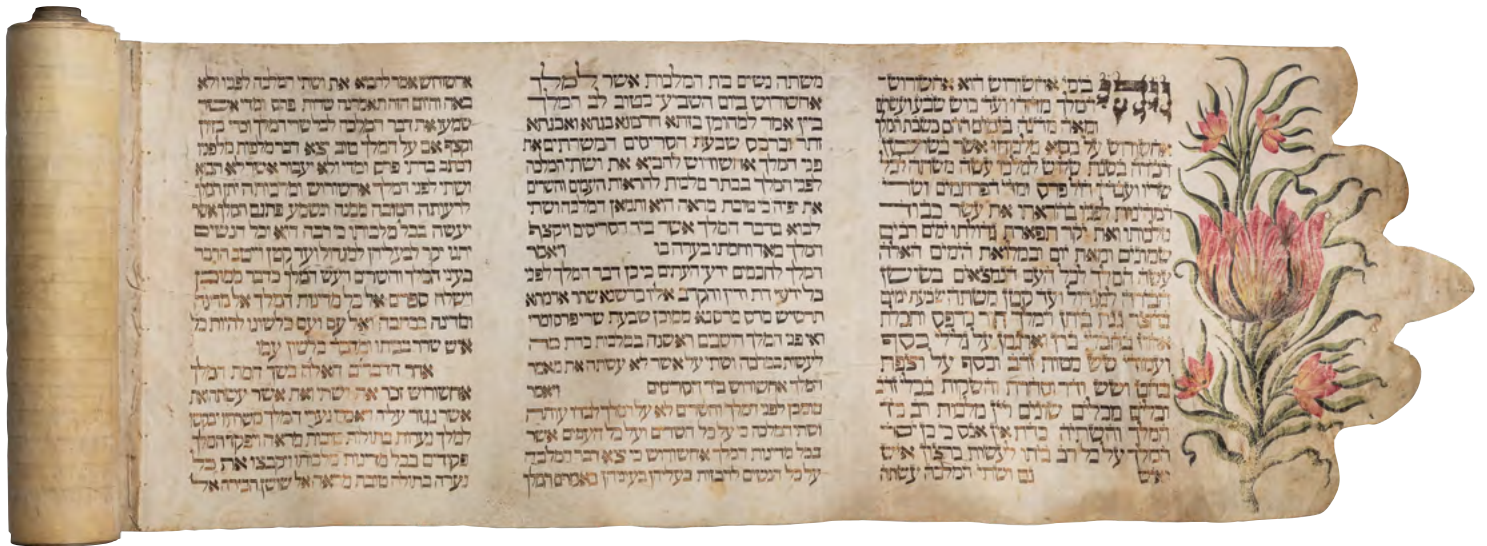 ויהי בימי אחשורוש הוא אחשורוש
המלך מהדו ועד כוש שבע ועשרים
ומאה מדינה בימים ההם כשבת המלך
אחשורוש על כסא מלכותו אשר בשושן
הבירה בשנת שלוש למלכו עשה משתה לכל
שריו ועבדיו חיל פרס ומדי הפרתמים ושרי
המדינות לפניו בהראתו את עשר כבוד
מלכותו ואת יקר תפארת גדולתו ימים רבים
שמונים ומאת יום ובמלואת הימים האלה
עשה המלך לכל העם הנמצאים בשושן
הבירה למגדול ועד קטן משתה שבעת ימים
בחצר גנת ביתן המלך חור כרפס ותכלת
אחוז בחבלי בוץ וארגמן על גלילי כסף
ועמודי שש מטות זהב וכסף על רצפת
בהט ושש ודר וסחרת והשקות בכלי זהב
וכלים מכלים שונים ויין מלכות רב כיד
המלך והשתיה כדת אין אנס כי כן יסד
המלך על כל רב ביתו לעשות כרצון איש
ואיש גם ושתי המלכה עשתה
משתה נשים בת המלכות אשר למלך
אחשורוש ביום השביעי כטוב לב המלך
ביין אמר למהומן בזתא חרבונא בגתא ואבגתא
זתר וכרכס שבעת הסריסים המשרתים את
פני המלך אחשורוש להביא את ושתי המלכה
לפני המלך בכתר מלכות להראות העמים והשרים
את יפיה כי טובת מראה היא ותמאן המלכה ושתי
לבוא בדבר המלך אשר ביד הסריסים ויקצף
המלך מאד וחמתו בערה בו ויאמר
המלך לחכמים ידעי העתים כי כן דבר המלך לפני
כל ידעי דת ודין והקרב אליו כרשנא שתר אדמתא
תרשיש מרס מרסנא ממוכן שבעת שרי פרס ומדי
ראי פני המלך הישבים ראשנה במלכות כדת מה
לעשות במלכה ושתי על אשר לא עשתה את מאמר
המלך אחשורוש ביד הסריסים ויאמר
מומכן לפני המלך והשרים לא על המלך לבדו עותה
ושתי המלכה כי על כל השרים ועל כל העמים אשר
בכל מדינות המלך אחשורוש כי יצא דבר המלכה
על כל הנשים להבזות בעליהן בעיניהן באמרם המלך
אחשורוש אמר להביא את ושתי המלכה לפניו ולא
באה והיום הזה תאמרנה שרות פרס ומדי אשר
שמעו את דבר המלכה לכל שרי המלך וכדי בזיון
וקצף אם על המלך טוב יצא דבר מלכות מלפניו
ויכתב בדתי פרס ומדי ולא יעבור אשר לא תבוא
ושתי לפני המלך אחשורוש ומלכותה יתן המלך
לרעותה הטובה ממנה ונשמע פתגם המלך אשר
יעשה בכל מלכותו כי רבה היא וכל הנשים
יתנו יקר לבעליהן למגדול ועד קטן וייטב הדבר
בעיני המלך והשרים ויעש המלך כדבר ממוכן
וישלח ספרים אל כל מדינות המלך אל מדינה
ומדינה ככתבה ואל עם ועם כלשונו להיות כל
איש שרר בביתו ומדבר כלשון עמו
אחר הדברים האלה כשך חמת המלך
אחשורוש זכר את ושתי ואת אשר עשתה ואת
אשר נגזר עליה ויאמרו נערי המלך משרתיו יבקשו
למלך נערות בתולות טובות מראה ויפקד המלך
פקידים בכל מדינות מלכותו ויקבצו את כל
נערה בתולה טובת מראה אל שושן הבירה אל